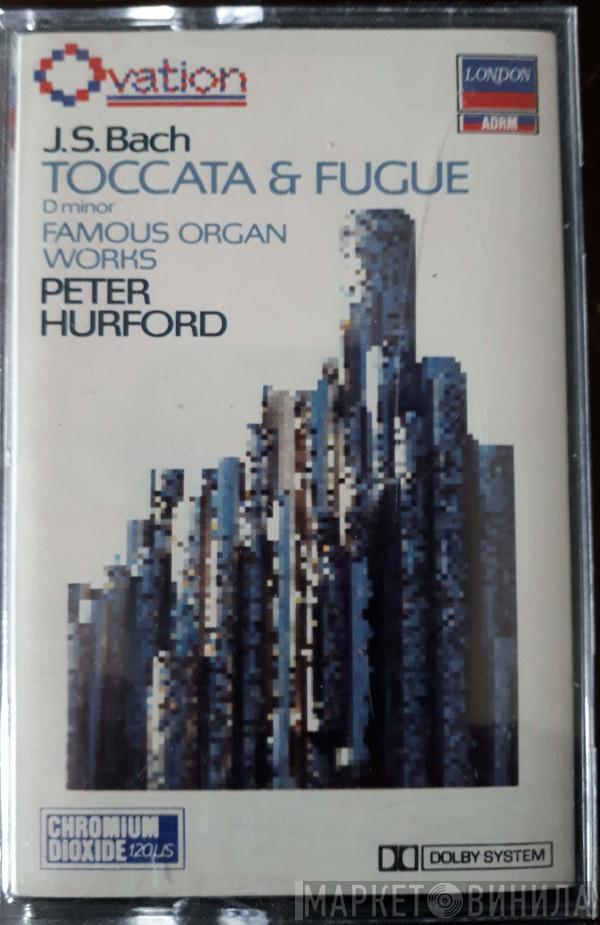 Ovation
LONDON
ADRM
J.S. Bach
TOCCATA & FUGUE
D minor
FAMOUS ORGAN
WORKS
PETER
HURFORD
CHROMIUM
DIOXIDE 120µS
DOLBY SYSTEM
МАРКЕТ ВИНИЛА